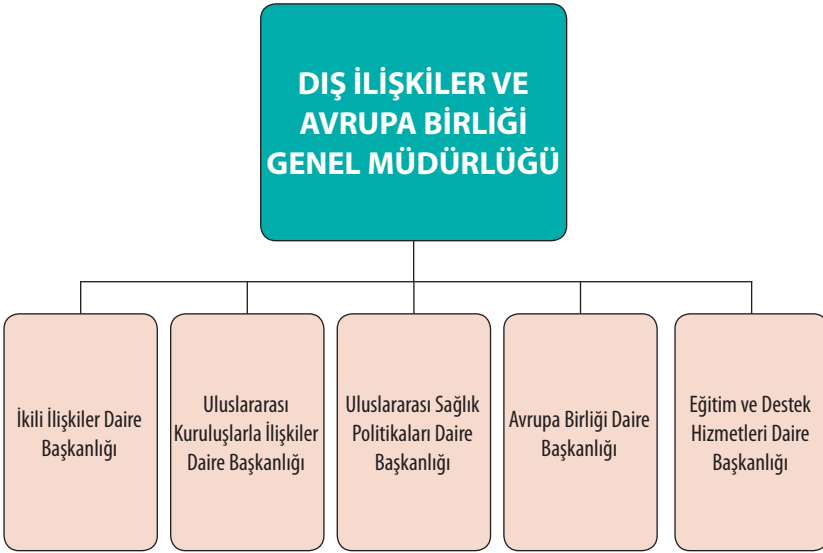 DIŞ İLİŞKİLER VE
AVRUPA BİRLİĞİ
GENEL MÜDÜRLÜĞÜ
İkili İlişkiler Daire
Başkanlığı
Uluslararası
Kuruluşlarla İlişkiler
Daire Başkanlığı
Uluslararası Sağlık
Politikaları Daire
Başkanlığı
Avrupa Birliği Daire
Başkanlığı
Eğitim ve Destek
Hizmetleri Daire
Başkanlığı